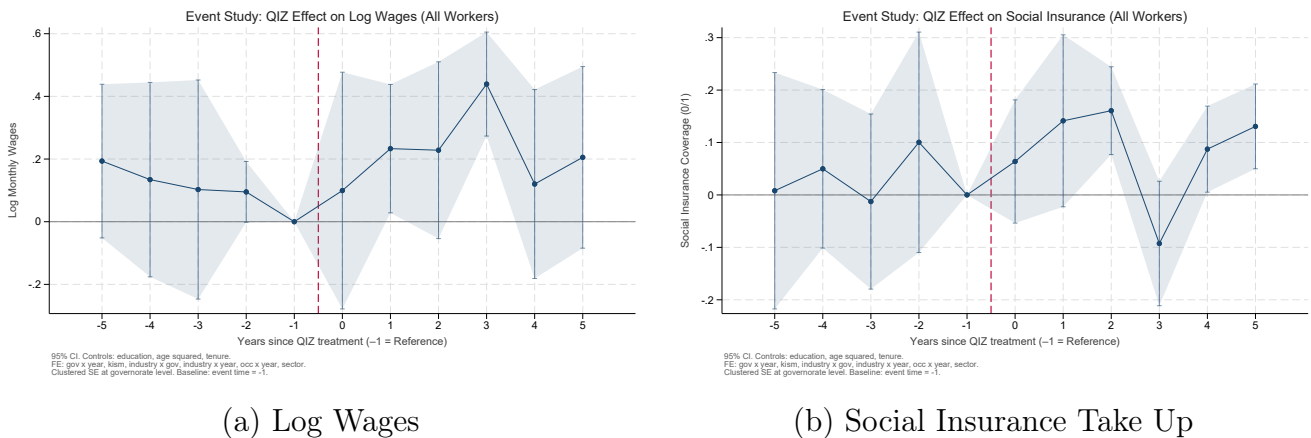 Event Study: QIZ Effect on Log Wages (All Workers)
.6
.4
.2
0
-.2
Log Monthly Wages
-5 -4 -3 -2 -1 0 1 2 3 4 5
Years since QIZ treatment (–1 = Reference)
95% CI. Controls: education, age squared, tenure.
FE: gov x year, kism, industry x gov, industry x year, occ x year, sector.
Clustered SE at governorate level. Baseline: event time = -1.
(a) Log Wages
Event Study: QIZ Effect on Social Insurance (All Workers)
.3
.2
.1
0
-.1
-.2
Social Insurance Coverage (0/1)
-5 -4 -3 -2 -1 0 1 2 3 4 5
Years since QIZ treatment (–1 = Reference)
95% CI. Controls: education, age squared, tenure.
FE: gov x year, kism, industry x gov, industry x year, occ x year, sector.
Clustered SE at governorate level. Baseline: event time = -1.
(b) Social Insurance Take Up